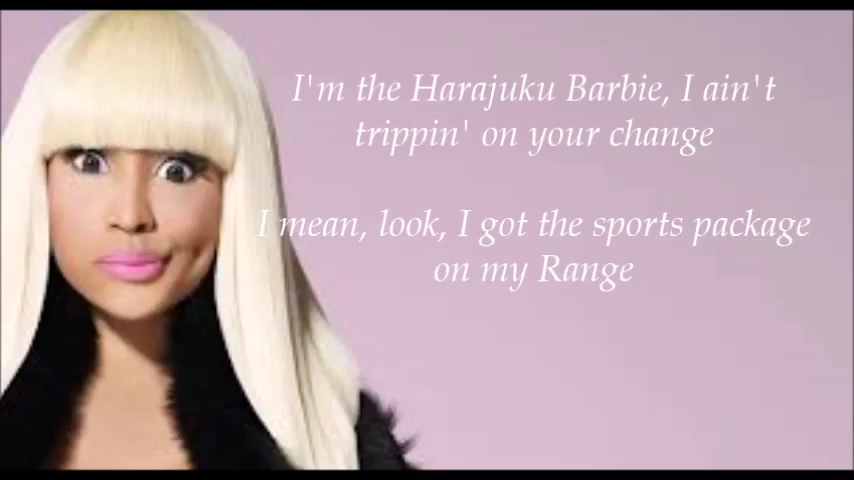 I'm the Harajuku Barbie, I ain't
trippin' on your change
I mean, look, I got the sports package
on my Range